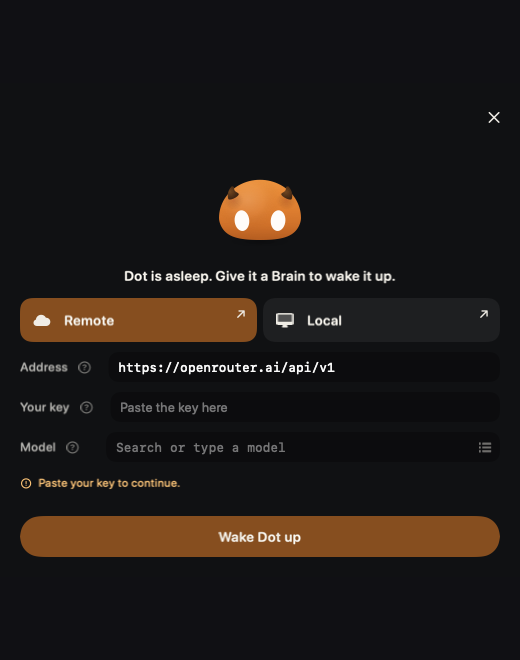 Dot is asleep. Give it a Brain to wake it up.
Remote
Local
Address
https://openrouter.ai/api/v1
Your key
Paste the key here
Model
Search or type a model
Paste your key to continue.
Wake Dot up